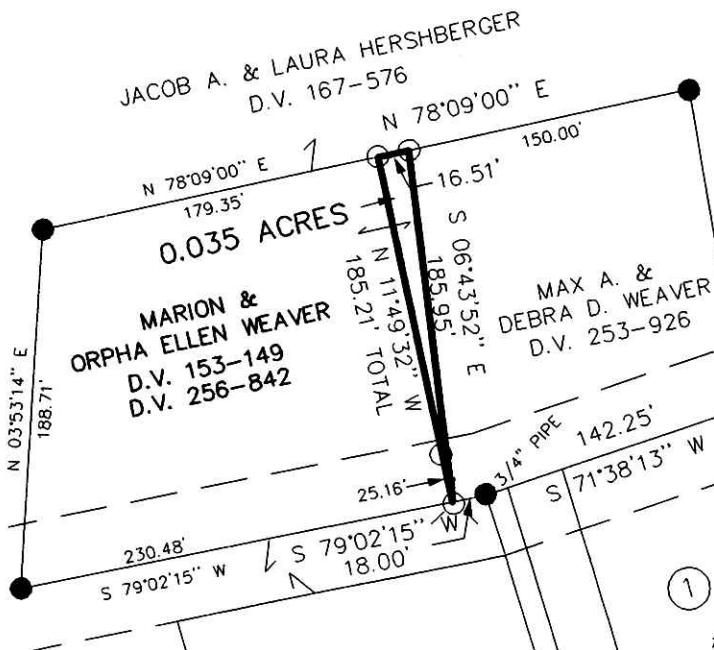 JACOB A. & LAURA HERSHBERGER
D.V. 167-576
N 78°09'00" E
150.00'
N 78°09'00" E
179.35'
16.51'
0.035 ACRES
MARION &
ORPHA ELLEN WEAVER
D.V. 153-149
D.V. 256-842
N 11°49'32" W
185.21' TOTAL
S 06°43'52" E
185.95'
MAX A. &
DEBRA D. WEAVER
D.V. 253-926
N 03°53'14" E
188.71'
3/4" PIPE
142.25'
S 71°38'13" W
25.16'
230.48'
S 79°02'15" W
S 79°02'15" W
18.00'
1